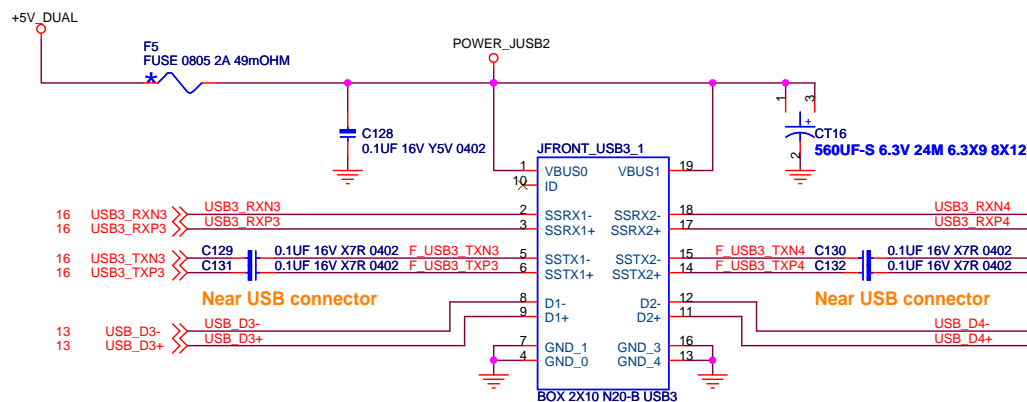 +5V_DUAL
F5
FUSE 0805 2A 49mOHM
*
POWER_JUSB2
C128
0.1UF 16V Y5V 0402
1 3
+
CT16
2
560UF-S 6.3V 24M 6.3X9 8X12
JFRONT_USB3_1
1 VBUS0 VBUS1 19
10 ID
16 USB3_RXN3 USB3_RXN3 2 SSRX1- SSRX2- 18 USB3_RXN4
16 USB3_RXP3 USB3_RXP3 3 SSRX1+ SSRX2+ 17 USB3_RXP4
16 USB3_TXN3 C129 0.1UF 16V X7R 0402 F_USB3_TXN3 5 SSTX1- SSTX2- 15 F_USB3_TXN4 C130 0.1UF 16V X7R 0402
16 USB3_TXP3 C131 0.1UF 16V X7R 0402 F_USB3_TXP3 6 SSTX1+ SSTX2+ 14 F_USB3_TXP4 C132 0.1UF 16V X7R 0402
Near USB connector Near USB connector
8 D1- D2- 12
9 D1+ D2+ 11
13 USB_D3- USB_D3- USB_D4-
13 USB_D3+ USB_D3+ USB_D4+
7 GND_1 GND_3 16
4 GND_0 GND_4 13
BOX 2X10 N20-B USB3